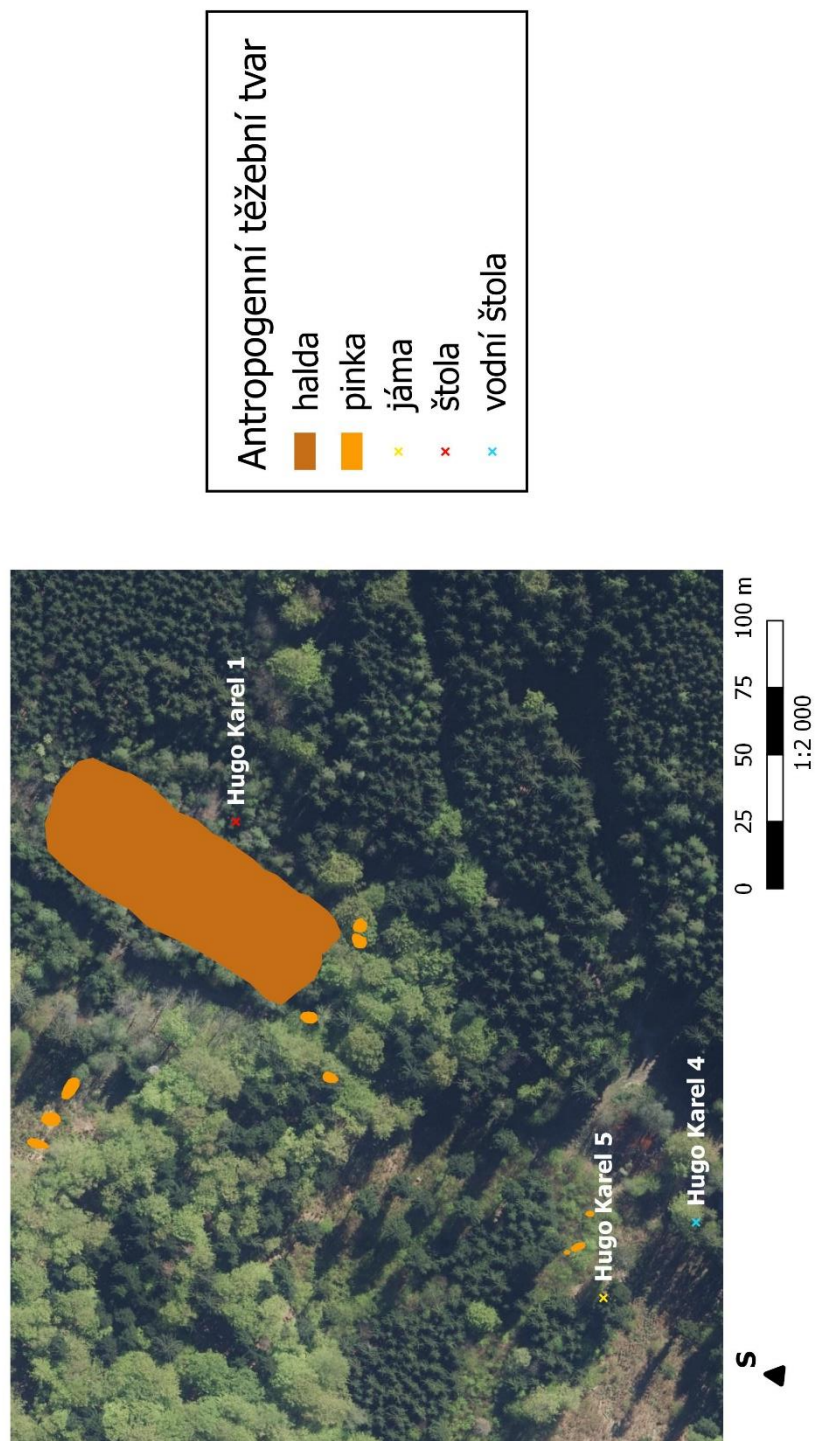 Antropogenní těžební tvar
halda
pinka
jáma
štola
vodní štola
Hugo Karel 1
Hugo Karel 5
Hugo Karel 4
S
0 25 50 75 100 m
1:2 000